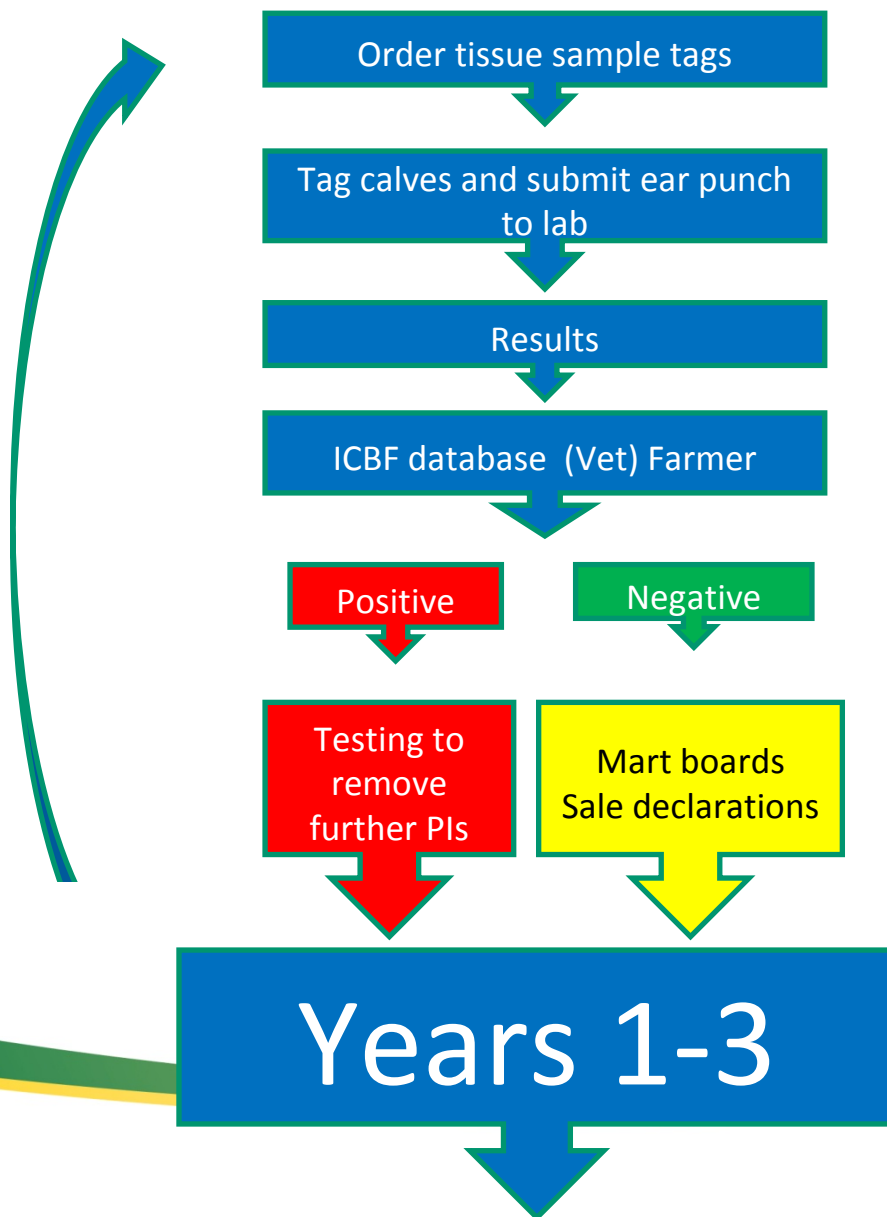 Order tissue sample tags
Tag calves and submit ear punch
to lab
Results
ICBF database  (Vet) Farmer
Positive
Negative
Testing to
remove
further PIs
Mart boards
Sale declarations
Years 1-3